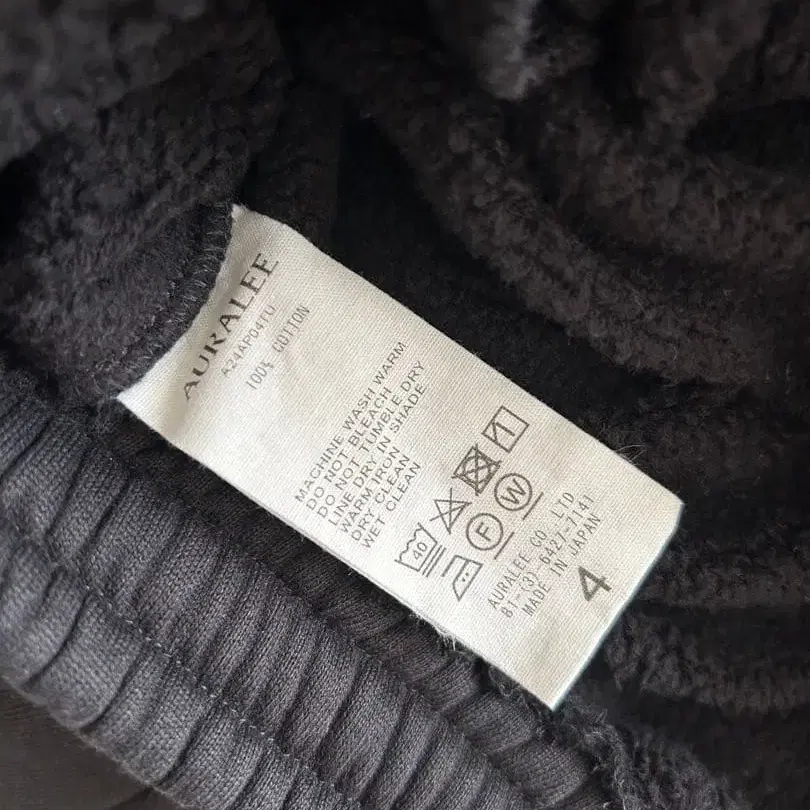 AURALEE
A24AP04TU
100% COTTON
MACHINE WASH WARM
DO NOT BLEACH
DO NOT TUMBLE DRY
LINE DRY IN SHADE
WARM IRON
DRY CLEAN
WET CLEAN
40
F
W
AURALEE CO.,LTD
81-(3)-6427-7141
MADE IN JAPAN
4